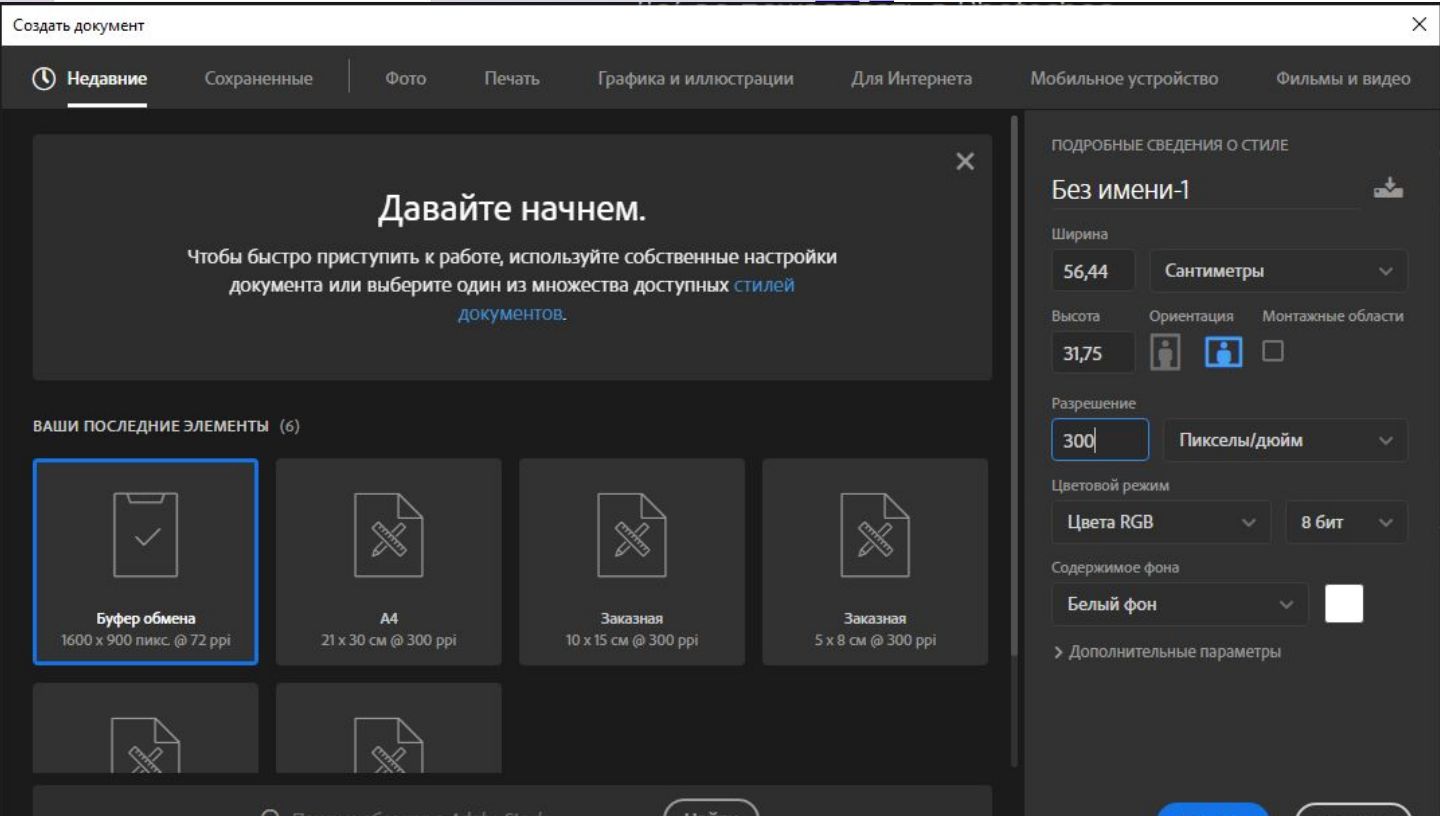 Создать документ
Недавние
Сохраненные
Фото
Печать
Графика и иллюстрации
Для Интернета
Мобильное устройство
Фильмы и видео
Давайте начнем.
Чтобы быстро приступить к работе, используйте собственные настройки
документа или выберите один из множества доступных стилей
документов.
ВАШИ ПОСЛЕДНИЕ ЭЛЕМЕНТЫ (6)
Буфер обмена
1600 x 900 пикс. @ 72 ppi
A4
21 x 30 см @ 300 ppi
Заказная
10 x 15 см @ 300 ppi
Заказная
5 x 8 см @ 300 ppi
ПОДРОБНЫЕ СВЕДЕНИЯ О СТИЛЕ
Без имени-1
Ширина
56,44
Сантиметры
Высота
Ориентация
Монтажные области
31,75
Разрешение
300
Пикселы/дюйм
Цветовой режим
Цвета RGB
8 бит
Содержимое фона
Белый фон
Дополнительные параметры